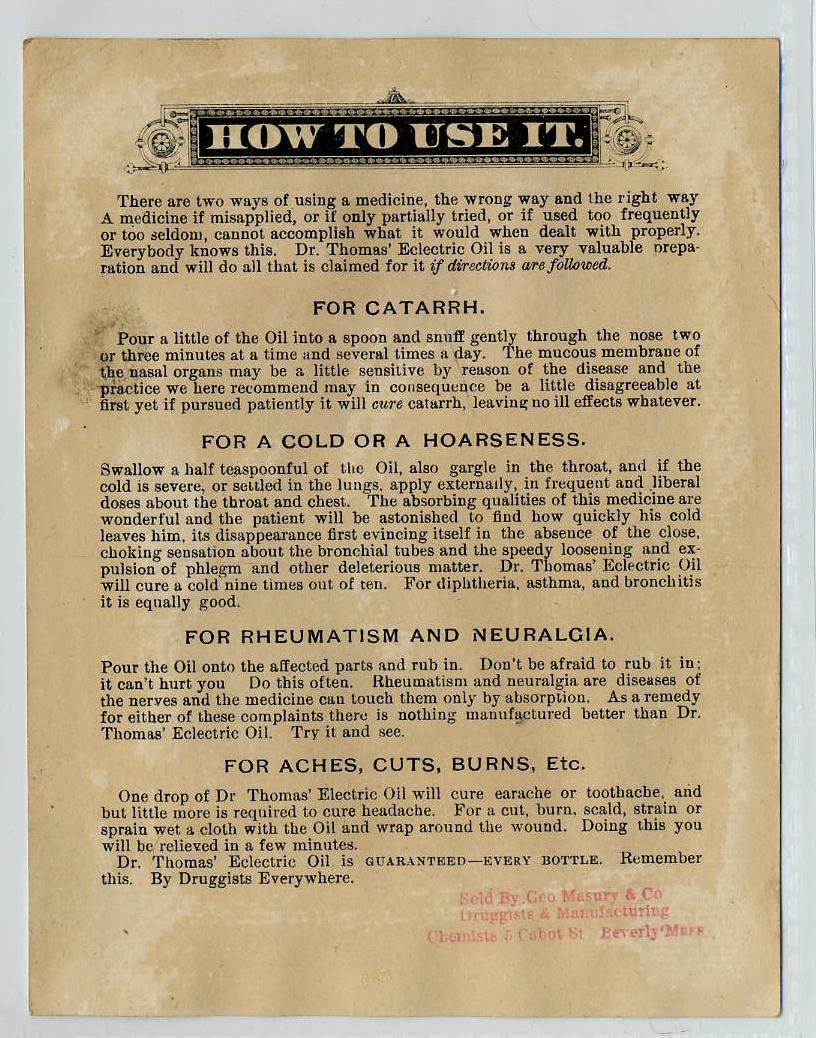 HOW TO USE IT.
There are two ways of using a medicine, the wrong way and the right way
A medicine if misapplied, or if only partially tried, or if used too frequently
or too seldom, cannot accomplish what it would when dealt with properly.
Everybody knows this. Dr. Thomas' Eclectric Oil is a very valuable prepa-
ration and will do all that is claimed for it if directions are followed.
FOR CATARRH.
Pour a little of the Oil into a spoon and snuff gently through the nose two
or three minutes at a time and several times a day. The mucous membrane of
the nasal organs may be a little sensitive by reason of the disease and the
practice we here recommend may in consequence be a little disagreeable at
first yet if pursued patiently it will cure catarrh, leaving no ill effects whatever.
FOR A COLD OR A HOARSENESS.
Swallow a half teaspoonful of the Oil, also gargle in the throat, and if the
cold is severe, or settled in the lungs, apply externally, in frequent and liberal
doses about the throat and chest. The absorbing qualities of this medicine are
wonderful and the patient will be astonished to find how quickly his cold
leaves him, its disappearance first evincing itself in the absence of the close,
choking sensation about the bronchial tubes and the speedy loosening and ex-
pulsion of phlegm and other deleterious matter. Dr. Thomas' Eclectric Oil
will cure a cold nine times out of ten. For diphtheria, asthma, and bronchitis
it is equally good.
FOR RHEUMATISM AND NEURALGIA.
Pour the Oil onto the affected parts and rub in. Don't be afraid to rub it in;
it can't hurt you Do this often. Rheumatism and neuralgia are diseases of
the nerves and the medicine can touch them only by absorption. As a remedy
for either of these complaints there is nothing manufactured better than Dr.
Thomas' Eclectric Oil. Try it and see.
FOR ACHES, CUTS, BURNS, Etc.
One drop of Dr Thomas' Electric Oil will cure earache or toothache, and
but little more is required to cure headache. For a cut, burn, scald, strain or
sprain wet a cloth with the Oil and wrap around the wound. Doing this you
will be relieved in a few minutes.
Dr. Thomas' Eclectric Oil is GUARANTEED—EVERY BOTTLE. Remember
this. By Druggists Everywhere.
Sold By Geo Masury & Co
Druggists & Manufacturing
Chemists 5 Cabot St Beverly Mass